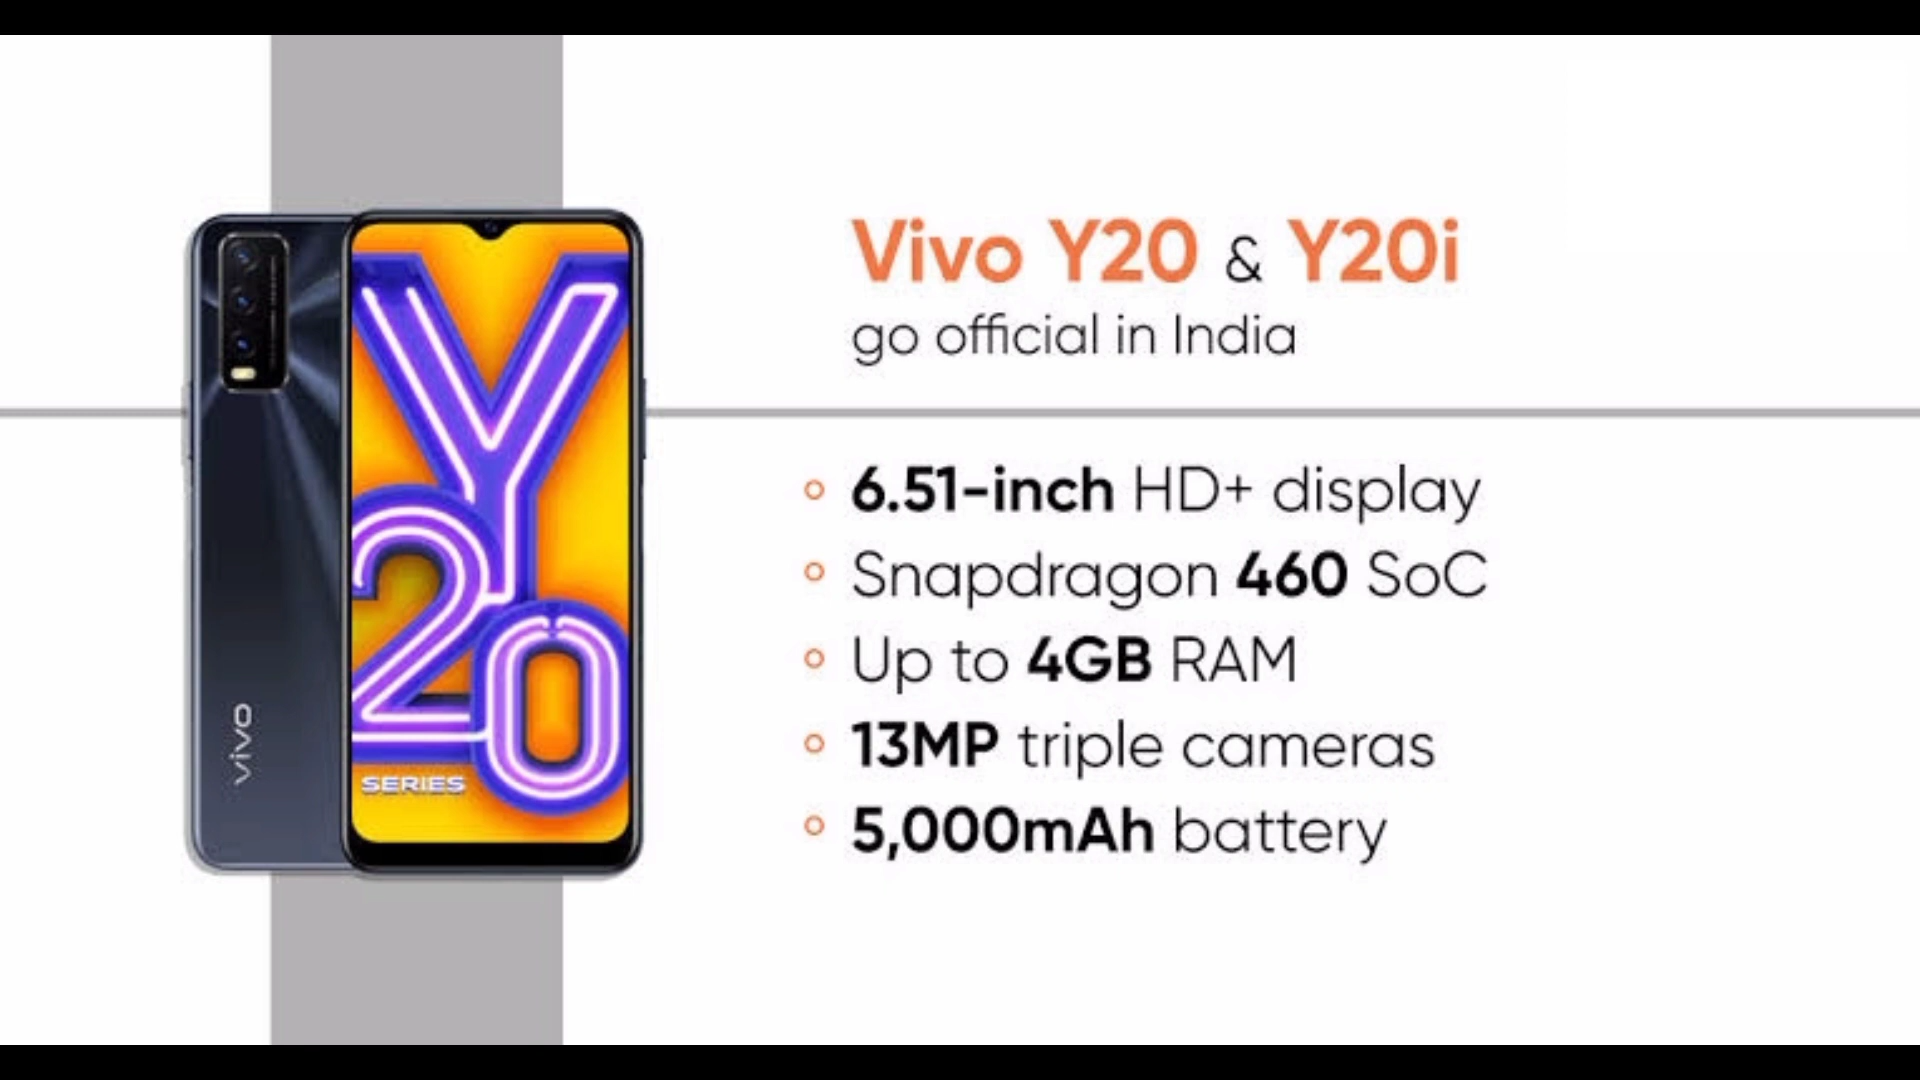 Vivo Y20 & Y20i
go official in India
6.51-inch HD+ display
Snapdragon 460 SoC
Up to 4GB RAM
13MP triple cameras
5,000mAh battery
vivo
Y
20
SERIES